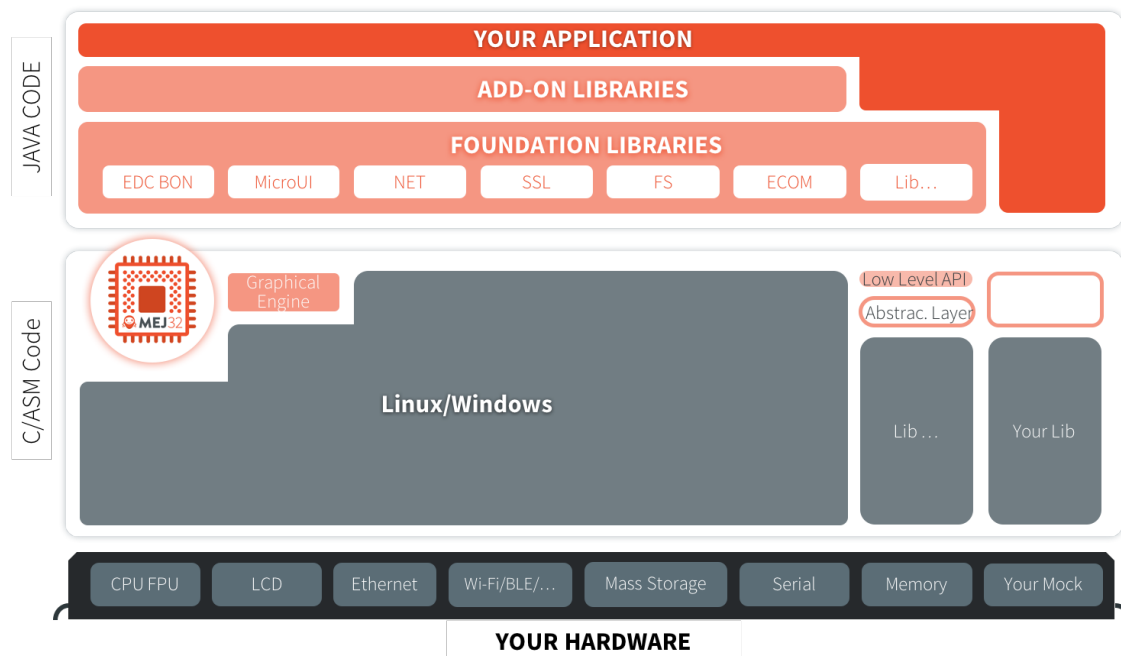 JAVA CODE
YOUR APPLICATION
ADD-ON LIBRARIES
FOUNDATION LIBRARIES
EDC BON
MicroUI
NET
SSL
FS
ECOM
Lib...
C/ASM Code
MEJ32
Graphical
Engine
Linux/Windows
Low Level API
Abstrac. Layer
Lib ...
Your Lib
CPU FPU
LCD
Ethernet
Wi-Fi/BLE/...
Mass Storage
Serial
Memory
Your Mock
YOUR HARDWARE